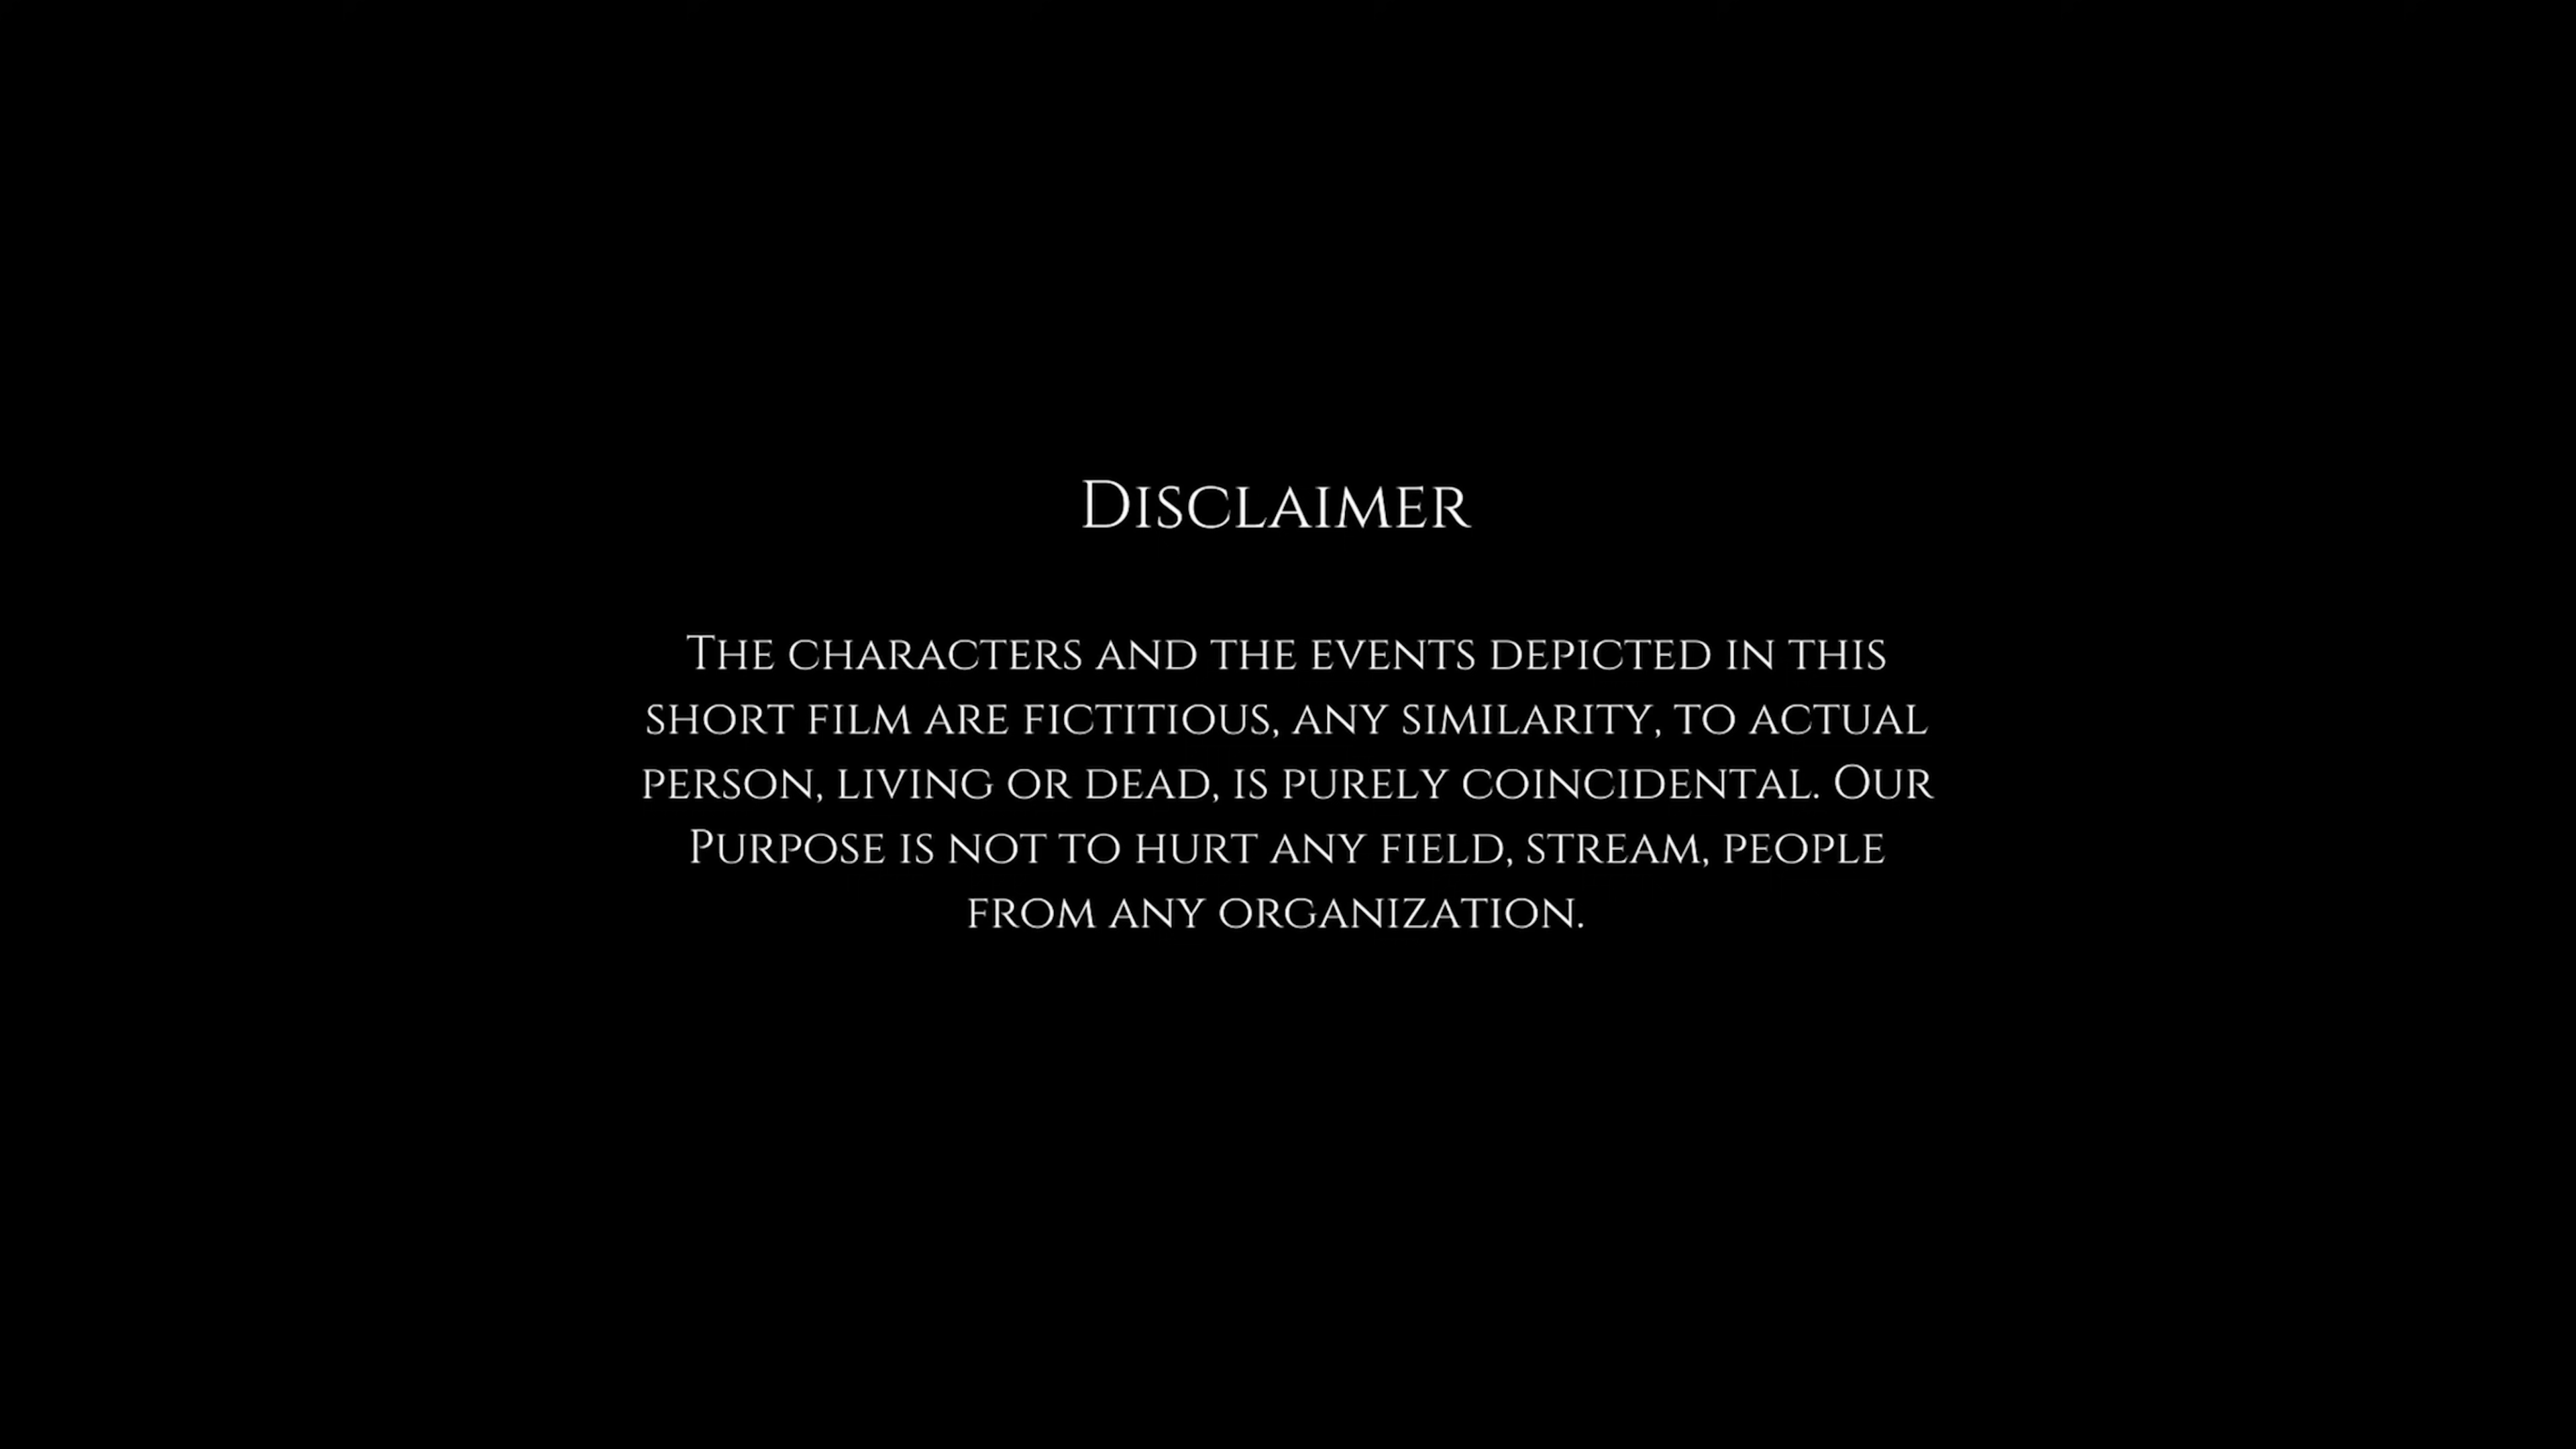 Disclaimer
The characters and the events depicted in this
short film are fictitious, any similarity, to actual
person, living or dead, is purely coincidental. Our
Purpose is not to hurt any field, stream, people
from any organization.